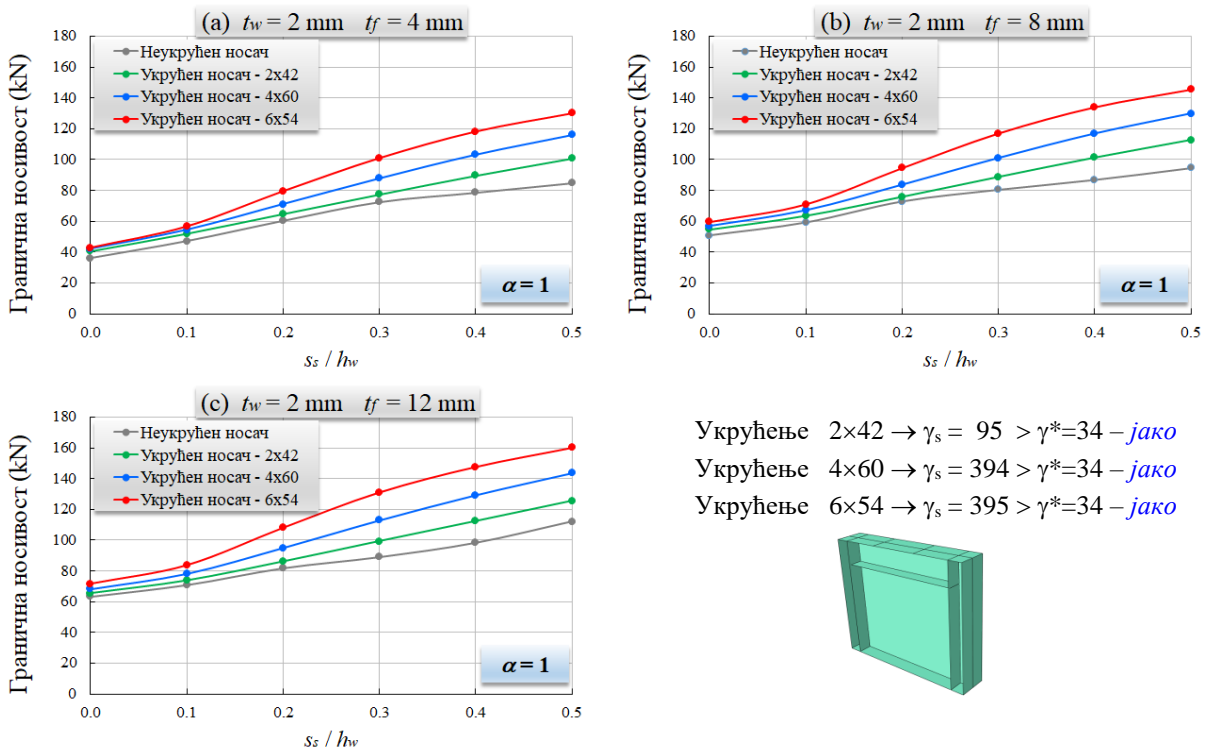 (a) tw = 2 mm tf = 4 mm
Гранична носивост (kN)
180
160
140
120
100
80
60
40
20
0
Неукрућен носач
Укрућен носач - 2x42
Укрућен носач - 4x60
Укрућен носач - 6x54
α = 1
0.0 0.1 0.2 0.3 0.4 0.5
ss / hw
(b) tw = 2 mm tf = 8 mm
Гранична носивост (kN)
180
160
140
120
100
80
60
40
20
0
Неукрућен носач
Укрућен носач - 2x42
Укрућен носач - 4x60
Укрућен носач - 6x54
α = 1
0.0 0.1 0.2 0.3 0.4 0.5
ss / hw
(c) tw = 2 mm tf = 12 mm
Гранична носивост (kN)
180
160
140
120
100
80
60
40
20
0
Неукрућен носач
Укрућен носач - 2x42
Укрућен носач - 4x60
Укрућен носач - 6x54
α = 1
0.0 0.1 0.2 0.3 0.4 0.5
ss / hw
Укрућење 2×42 → γs = 95 > γ*=34 – јако
Укрућење 4×60 → γs = 394 > γ*=34 – јако
Укрућење 6×54 → γs = 395 > γ*=34 – јако